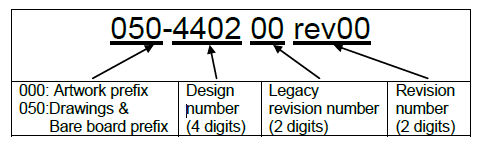 050-4402 00 rev00
000: Artwork prefix
050:Drawings &
Bare board prefix
Design
number
(4 digits)
Legacy
revision number
(2 digits)
Revision
number
(2 digits)